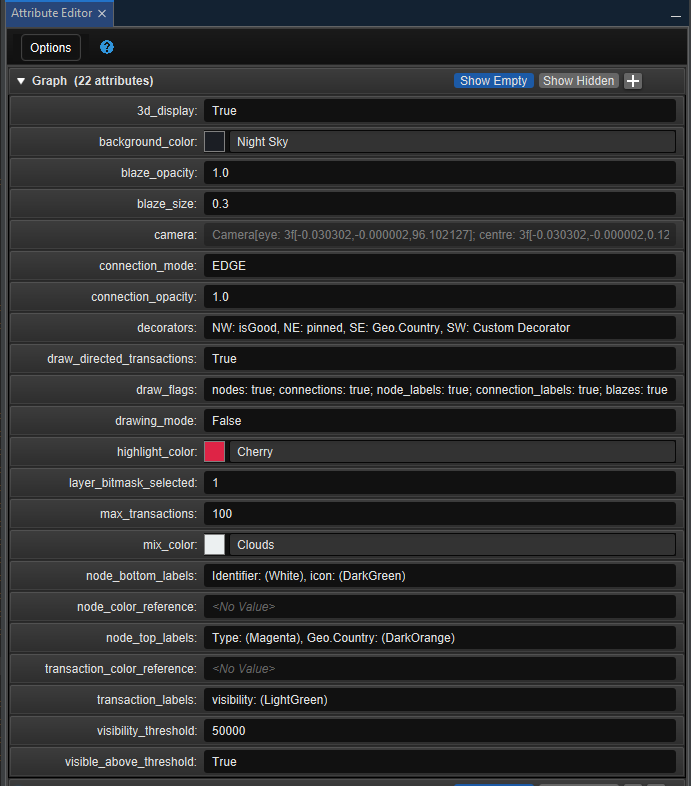 Attribute Editor
Options ?
Graph (22 attributes) Show Empty Show Hidden +
3d_display: True
background_color: Night Sky
blaze_opacity: 1.0
blaze_size: 0.3
camera: Camera[eye: 3f[-0.030302,-0.000002,96.102127]; centre: 3f[-0.030302,-0.000002,0.12
connection_mode: EDGE
connection_opacity: 1.0
decorators: NW: isGood, NE: pinned, SE: Geo.Country, SW: Custom Decorator
draw_directed_transactions: True
draw_flags: nodes: true; connections: true; node_labels: true; connection_labels: true; blazes: true
drawing_mode: False
highlight_color: Cherry
layer_bitmask_selected: 1
max_transactions: 100
mix_color: Clouds
node_bottom_labels: Identifier: (White), icon: (DarkGreen)
node_color_reference: <No Value>
node_top_labels: Type: (Magenta), Geo.Country: (DarkOrange)
transaction_color_reference: <No Value>
transaction_labels: visibility: (LightGreen)
visibility_threshold: 50000
visible_above_threshold: True